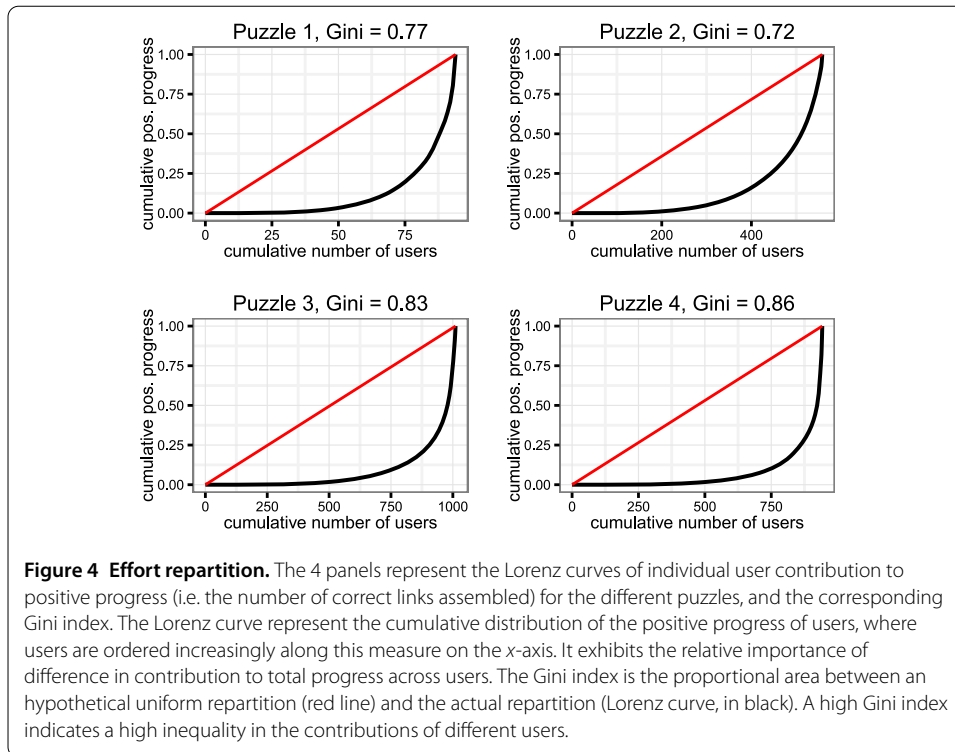 Puzzle 1, Gini = 0.77
cumulative pos. progress
1.00
0.75
0.50
0.25
0.00
0 25 50 75
cumulative number of users
Puzzle 2, Gini = 0.72
cumulative pos. progress
1.00
0.75
0.50
0.25
0.00
0 200 400
cumulative number of users
Puzzle 3, Gini = 0.83
cumulative pos. progress
1.00
0.75
0.50
0.25
0.00
0 250 500 750 1000
cumulative number of users
Puzzle 4, Gini = 0.86
cumulative pos. progress
1.00
0.75
0.50
0.25
0.00
0 250 500 750
cumulative number of users
Figure 4 Effort repartition. The 4 panels represent the Lorenz curves of individual user contribution to
positive progress (i.e. the number of correct links assembled) for the different puzzles, and the corresponding
Gini index. The Lorenz curve represent the cumulative distribution of the positive progress of users, where
users are ordered increasingly along this measure on the x-axis. It exhibits the relative importance of
difference in contribution to total progress across users. The Gini index is the proportional area between an
hypothetical uniform repartition (red line) and the actual repartition (Lorenz curve, in black). A high Gini index
indicates a high inequality in the contributions of different users.